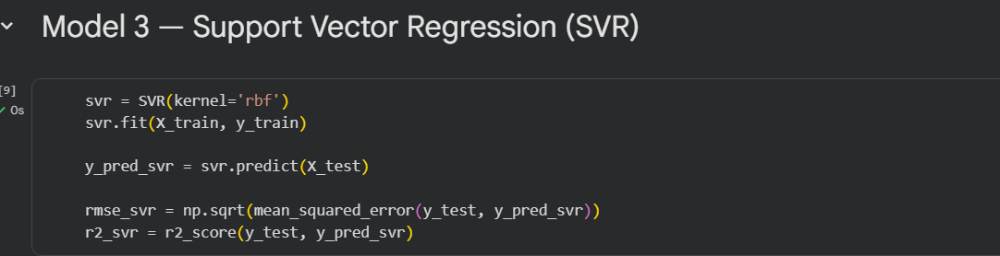 Model 3 — Support Vector Regression (SVR)
[9]
0s
svr = SVR(kernel='rbf')
svr.fit(X_train, y_train)
y_pred_svr = svr.predict(X_test)
rmse_svr = np.sqrt(mean_squared_error(y_test, y_pred_svr))
r2_svr = r2_score(y_test, y_pred_svr)